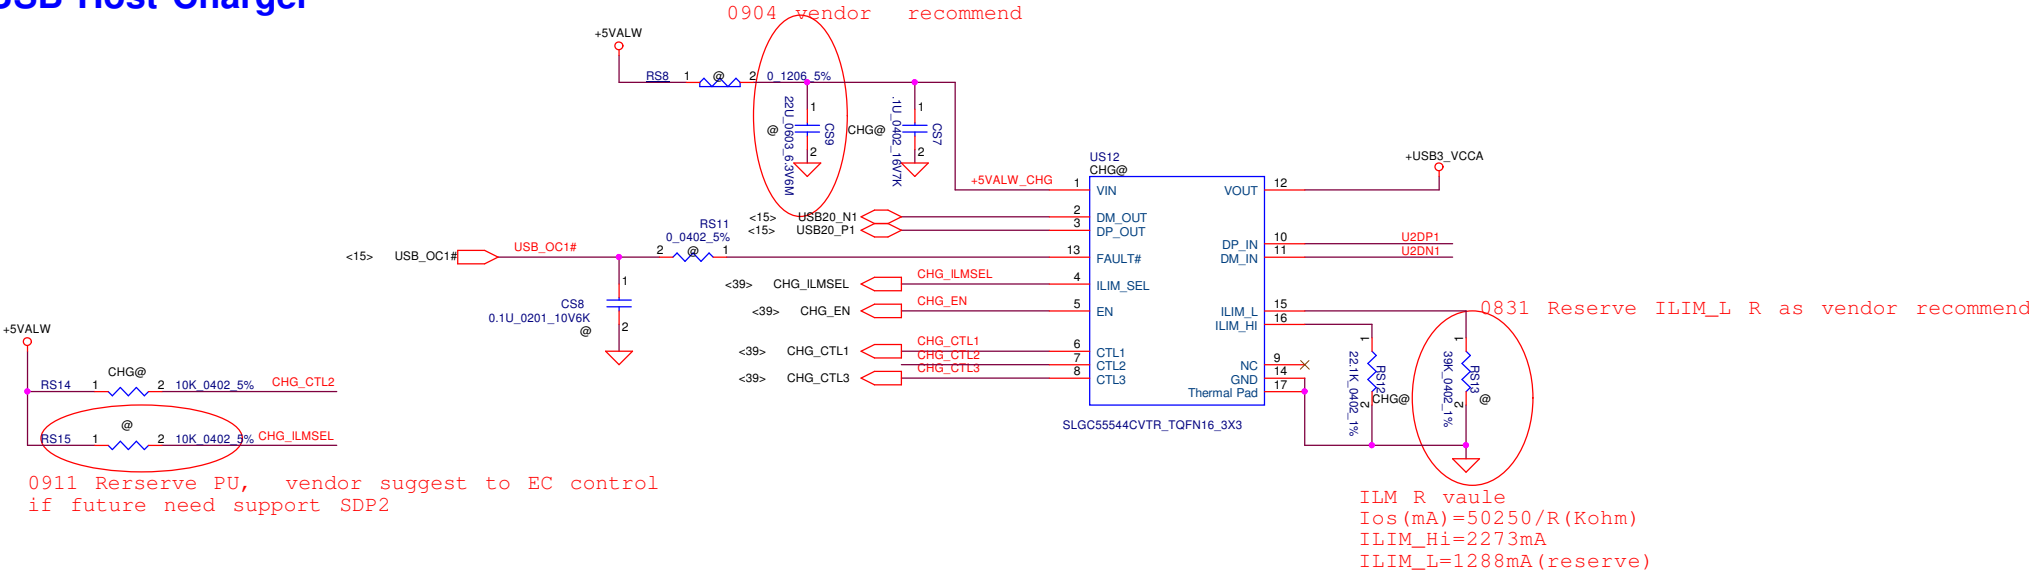 USB Host Charger
0904 vendor recommend
+5VALW
RS8 1 @ 2 0_1206_5%
22U_0603_6.3V6M
@
1
2
CS9
CHG@
.1U_0402_16V7K
1
2
CS7
US12
CHG@
+5VALW_CHG 1 VIN
VOUT 12
+USB3_VCCA
<15> USB20_N1 2 DM_OUT
<15> USB20_P1 3 DP_OUT
DP_IN 10 U2DP1
DM_IN 11 U2DN1
RS11
0_0402_5%
<15> USB_OC1# USB_OC1# 2 @ 1 13 FAULT#
<39> CHG_ILMSEL CHG_ILMSEL 4 ILIM_SEL
<39> CHG_EN CHG_EN 5 EN
1
CS8
0.1U_0201_10V6K
@
2
ILIM_L 15
ILIM_HI 16
0831 Reserve ILIM_L R as vendor recommend
<39> CHG_CTL1 CHG_CTL1 6 CTL1
CHG_CTL2 7 CTL2
<39> CHG_CTL3 CHG_CTL3 8 CTL3
NC 9
GND 14
Thermal Pad 17
1
RS12
2
22.1K_0402_1%
CHG@
1
RS13
2
39K_0402_1%
@
SLGC55544CVTR_TQFN16_3X3
+5VALW
CHG@
RS14 1 2 10K_0402_5% CHG_CTL2
@
RS15 1 2 10K_0402_5% CHG_ILMSEL
0911 Rerserve PU, vendor suggest to EC control
if future need support SDP2
ILM R vaule
Ios(mA)=50250/R(Kohm)
ILIM_Hi=2273mA
ILIM_L=1288mA(reserve)